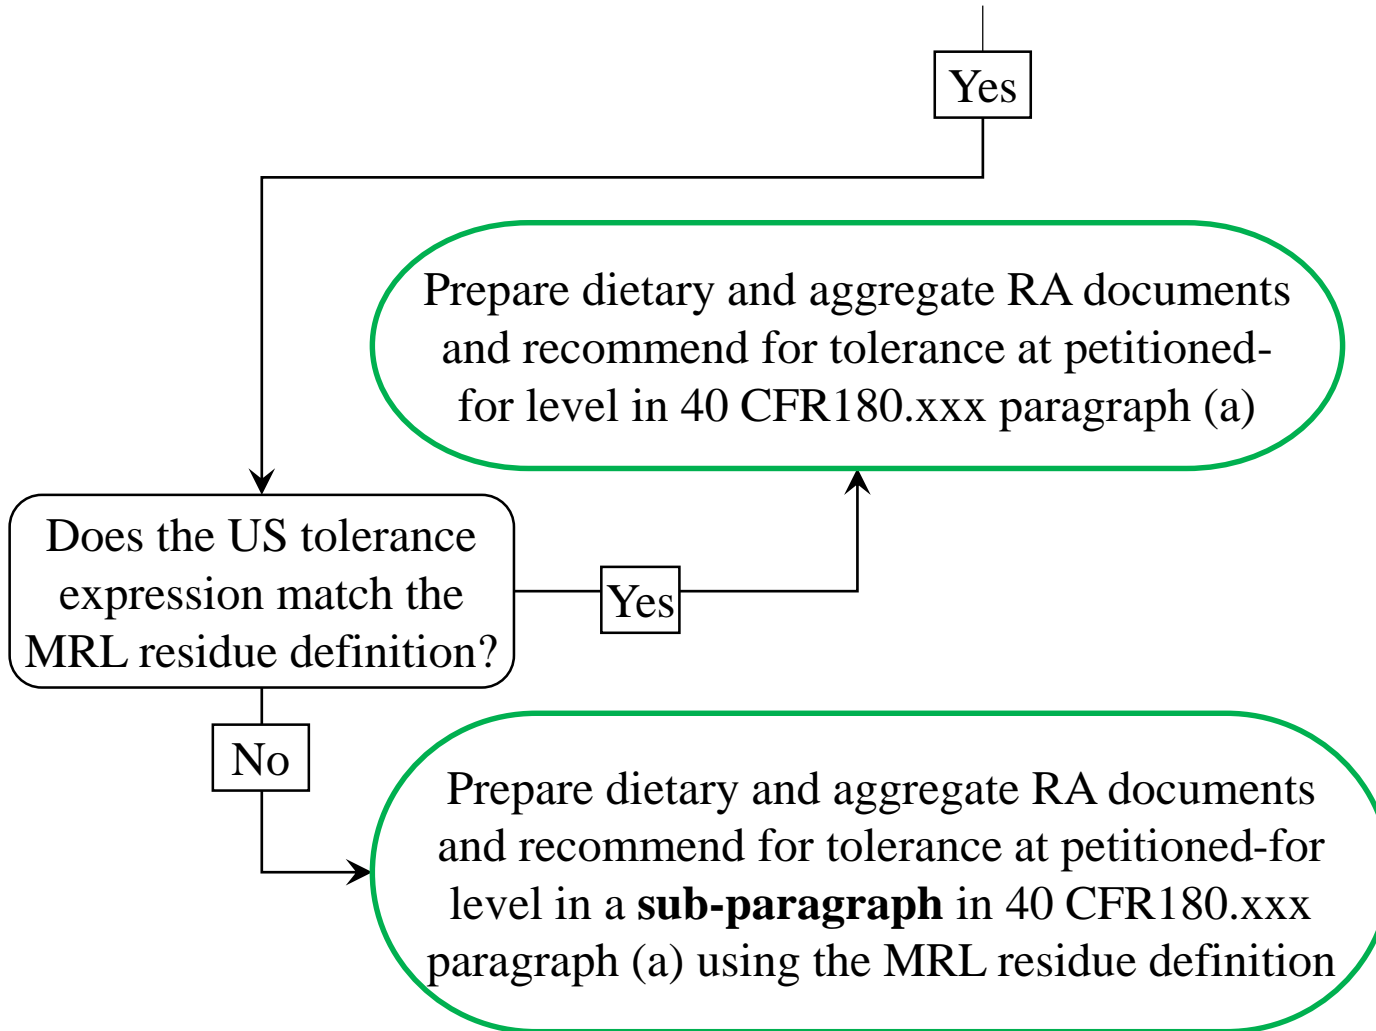 Yes
Prepare dietary and aggregate RA documents
and recommend for tolerance at petitioned-
for level in 40 CFR180.xxx paragraph (a)
Does the US tolerance
expression match the
MRL residue definition?
Yes
No
Prepare dietary and aggregate RA documents
and recommend for tolerance at petitioned-for
level in a sub-paragraph in 40 CFR180.xxx
paragraph (a) using the MRL residue definition